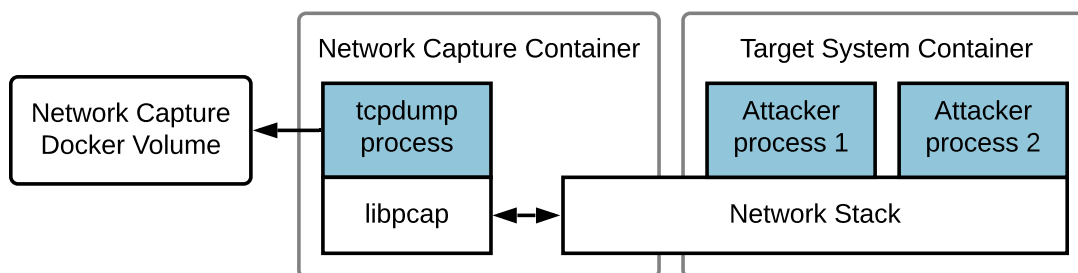 Network Capture
Docker Volume
Network Capture Container
tcpdump
process
libpcap
Target System Container
Attacker
process 1
Attacker
process 2
Network Stack